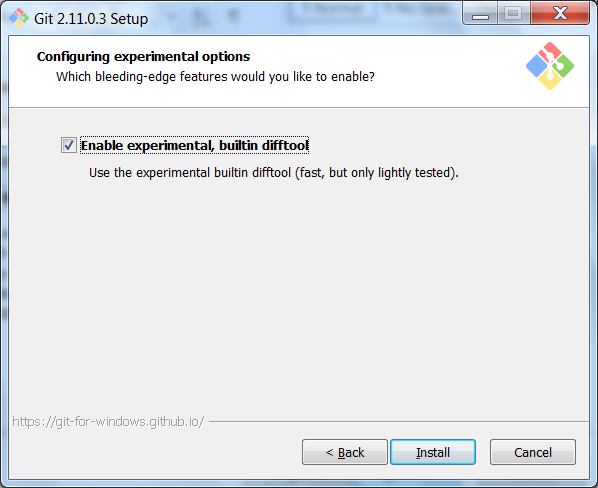 Git 2.11.0.3 Setup
Configuring experimental options
Which bleeding-edge features would you like to enable?
Enable experimental, builtin difftool
Use the experimental builtin difftool (fast, but only lightly tested).
https://git-for-windows.github.io/
< Back
Install
Cancel